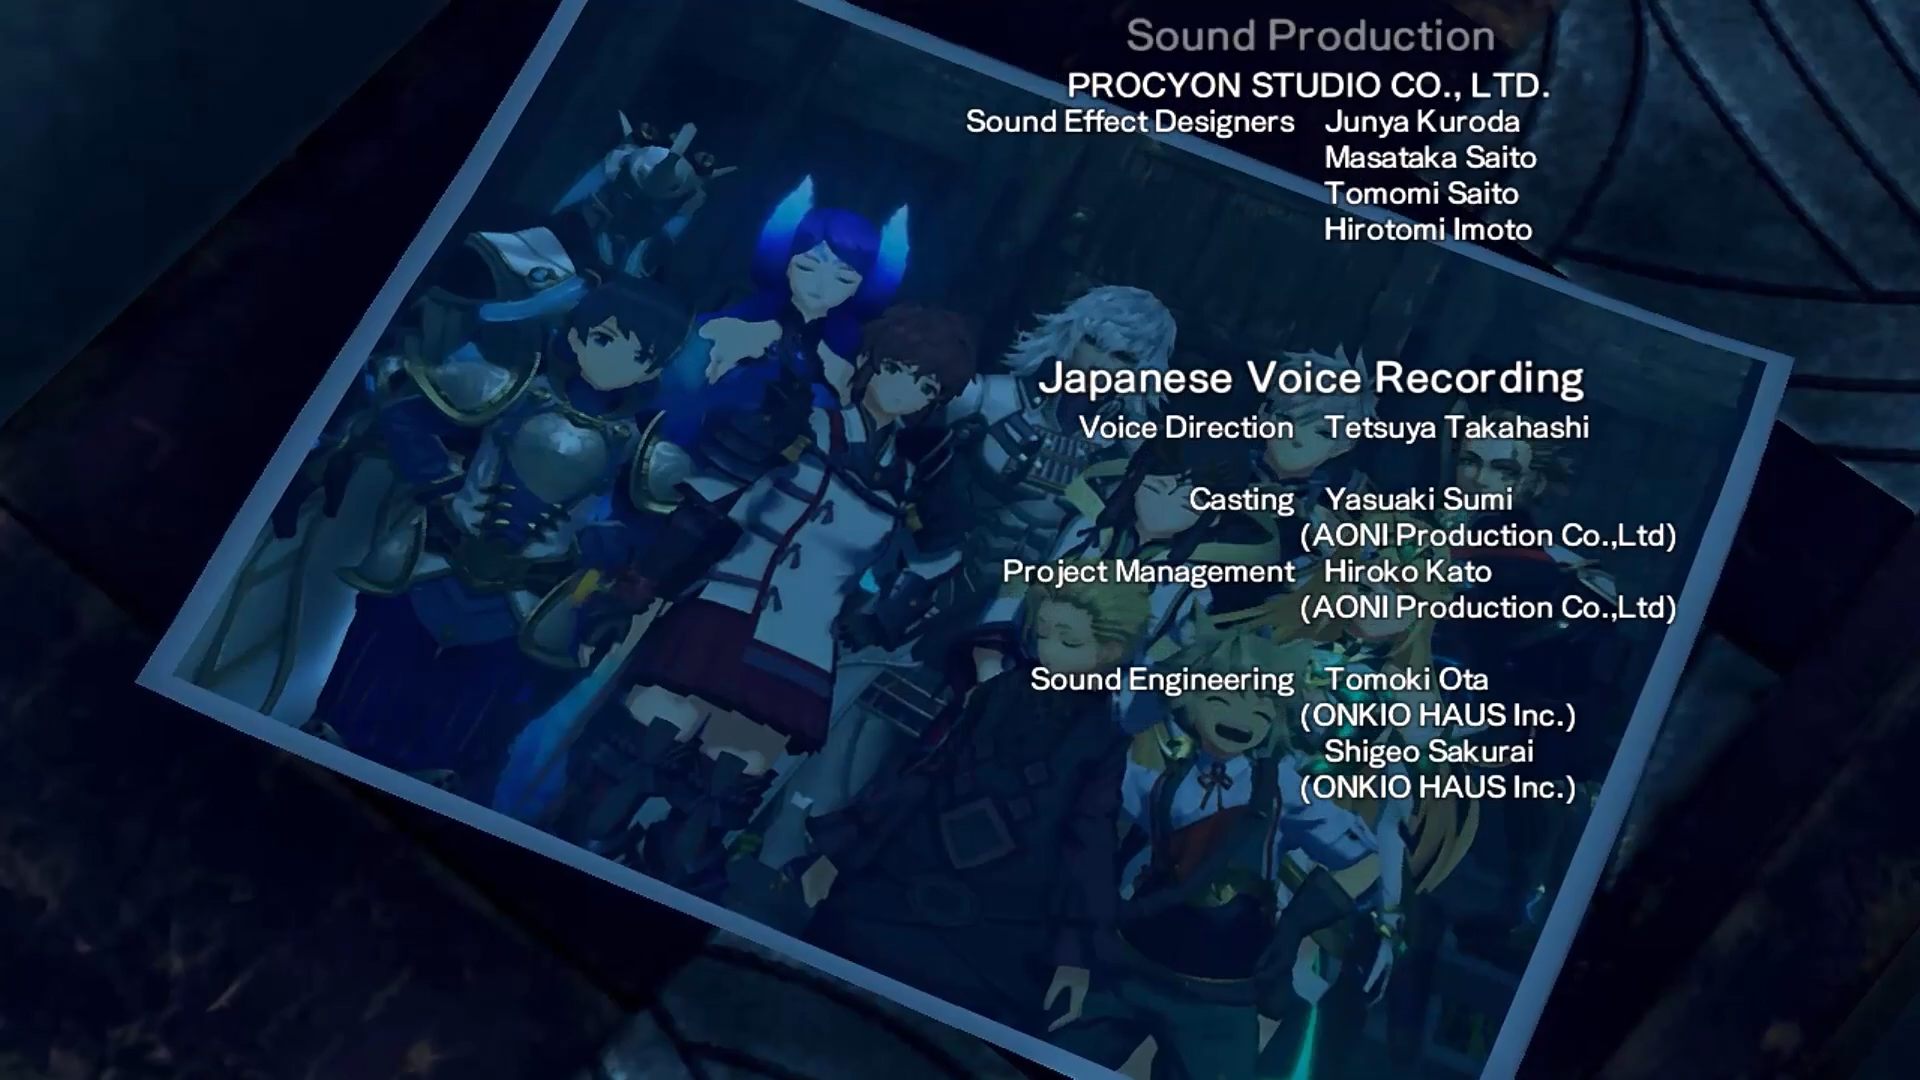 Sound Production
PROCYON STUDIO CO., LTD.
Sound Effect Designers Junya Kuroda
Masataka Saito
Tomomi Saito
Hirotomi Imoto
Japanese Voice Recording
Voice Direction Tetsuya Takahashi
Casting Yasuaki Sumi
(AONI Production Co.,Ltd)
Project Management Hiroko Kato
(AONI Production Co.,Ltd)
Sound Engineering Tomoki Ota
(ONKIO HAUS Inc.)
Shigeo Sakurai
(ONKIO HAUS Inc.)